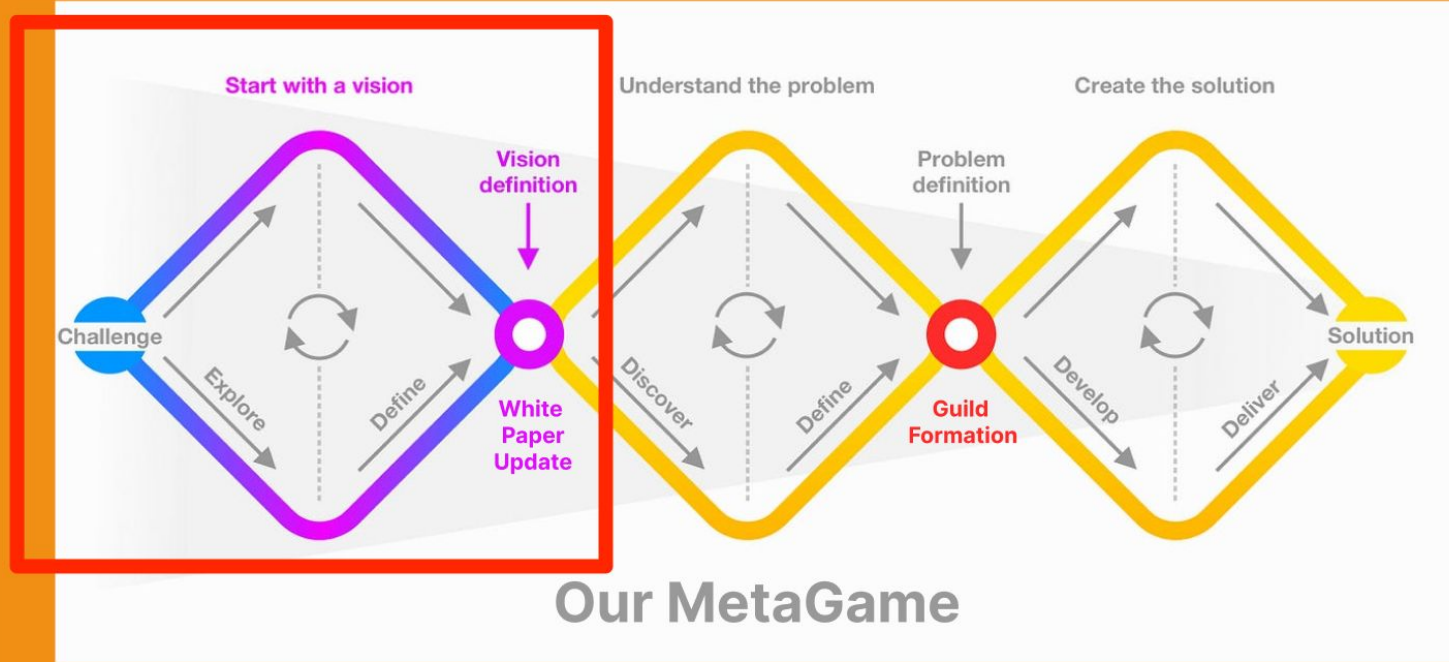 Start with a vision
Understand the problem
Create the solution
Vision
definition
Problem
definition
Challenge
Solution
Explore
Define
Discover
Define
Develop
Deliver
White
Paper
Update
Guild
Formation
Our MetaGame